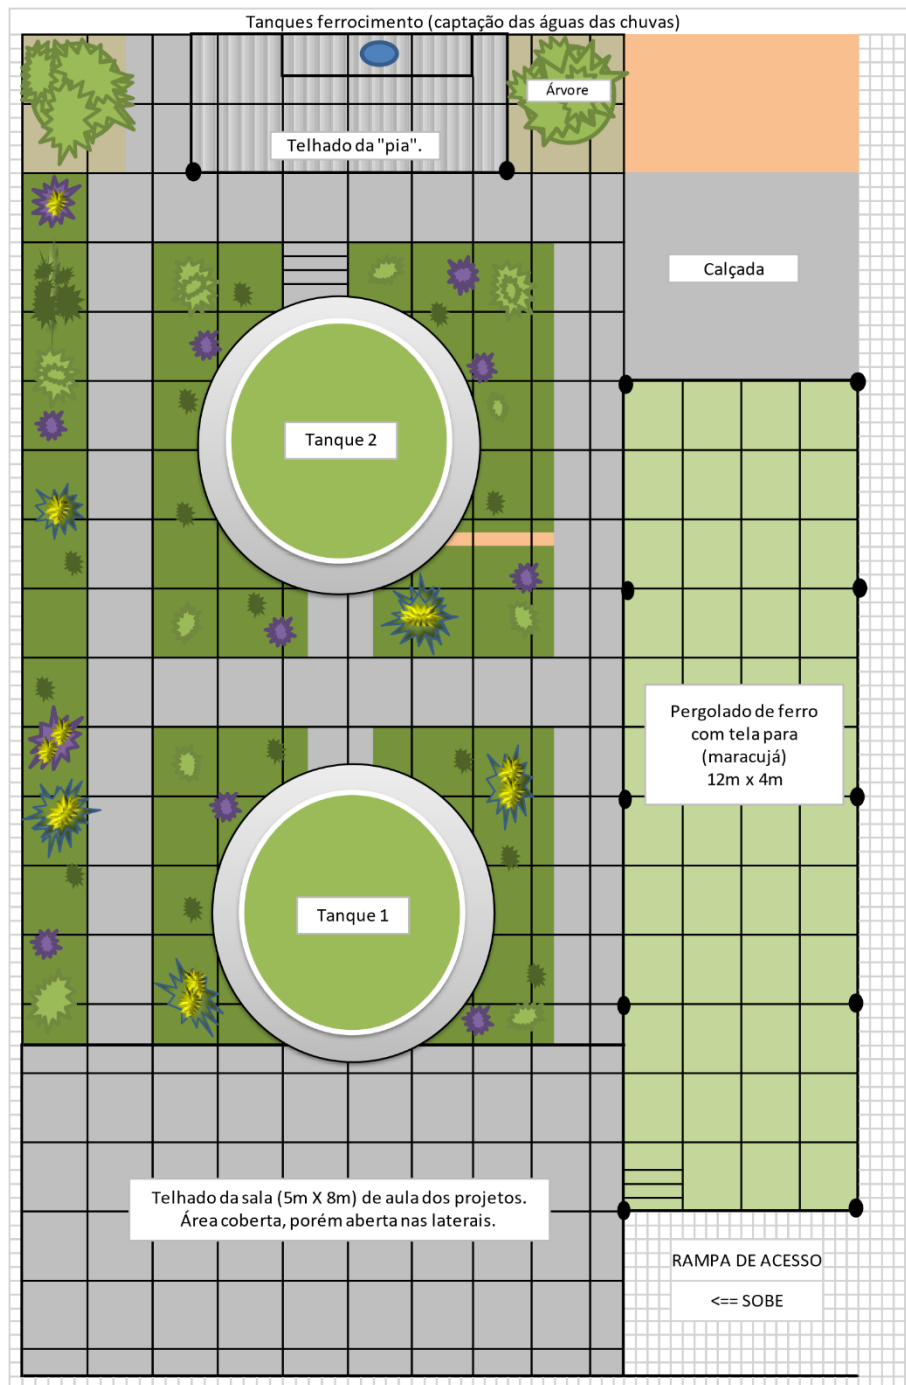 Tanques ferrocimento (captação das águas das chuvas)
Árvore
Telhado da "pia".
Calçada
Tanque 2
Pergolado de ferro
com tela para
(maracujá)
12m x 4m
Tanque 1
Telhado da sala (5m X 8m) de aula dos projetos.
Área coberta, porém aberta nas laterais.
RAMPA DE ACESSO
<== SOBE